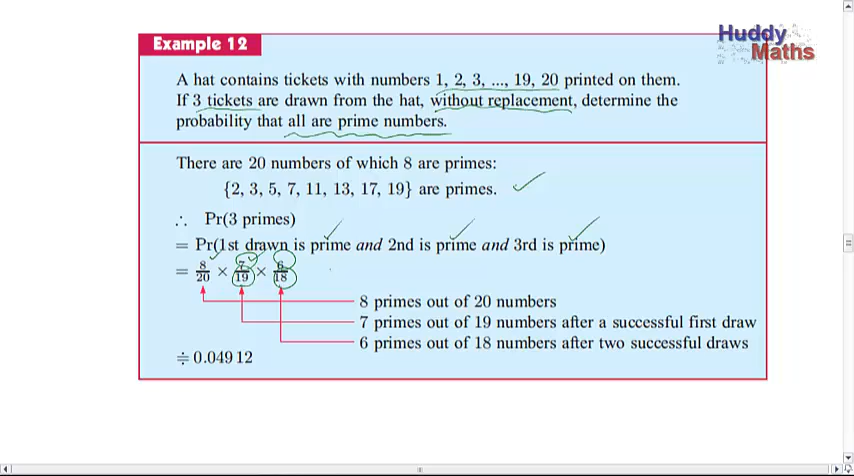 Huddy
Maths
Example 12
A hat contains tickets with numbers 1, 2, 3, ..., 19, 20 printed on them.
If 3 tickets are drawn from the hat, without replacement, determine the
probability that all are prime numbers.
There are 20 numbers of which 8 are primes:
{2, 3, 5, 7, 11, 13, 17, 19} are primes.
∴ Pr(3 primes)
= Pr(1st drawn is prime and 2nd is prime and 3rd is prime)
= 8/20 × 7/19 × 6/18
8 primes out of 20 numbers
7 primes out of 19 numbers after a successful first draw
6 primes out of 18 numbers after two successful draws
≑ 0.049 12